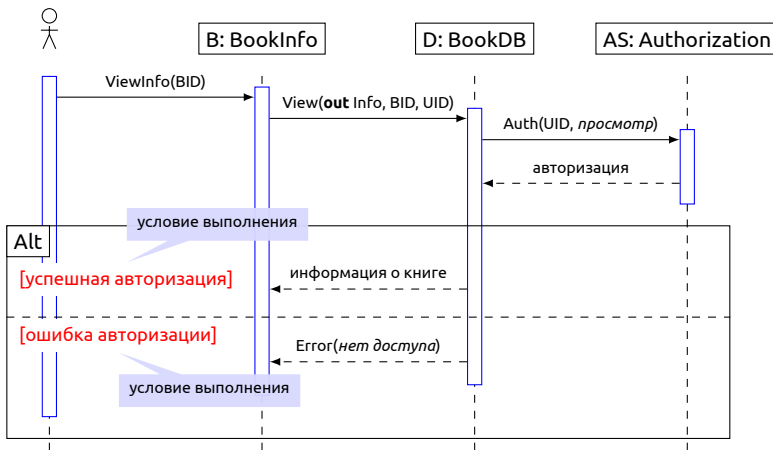 B: BookInfo
D: BookDB
AS: Authorization
ViewInfo(BID)
View(out Info, BID, UID)
Auth(UID, просмотр)
авторизация
условие выполнения
Alt
[успешная авторизация]
информация о книге
[ошибка авторизации]
Error(нет доступа)
условие выполнения